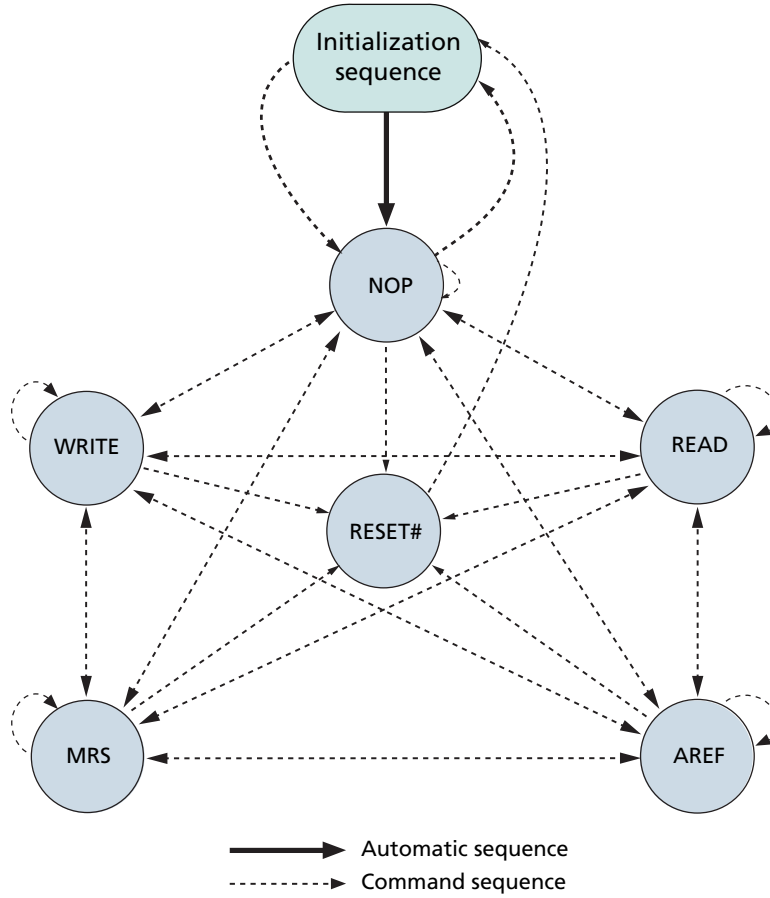 Initialization
sequence
NOP
WRITE
READ
RESET#
MRS
AREF
Automatic sequence
Command sequence